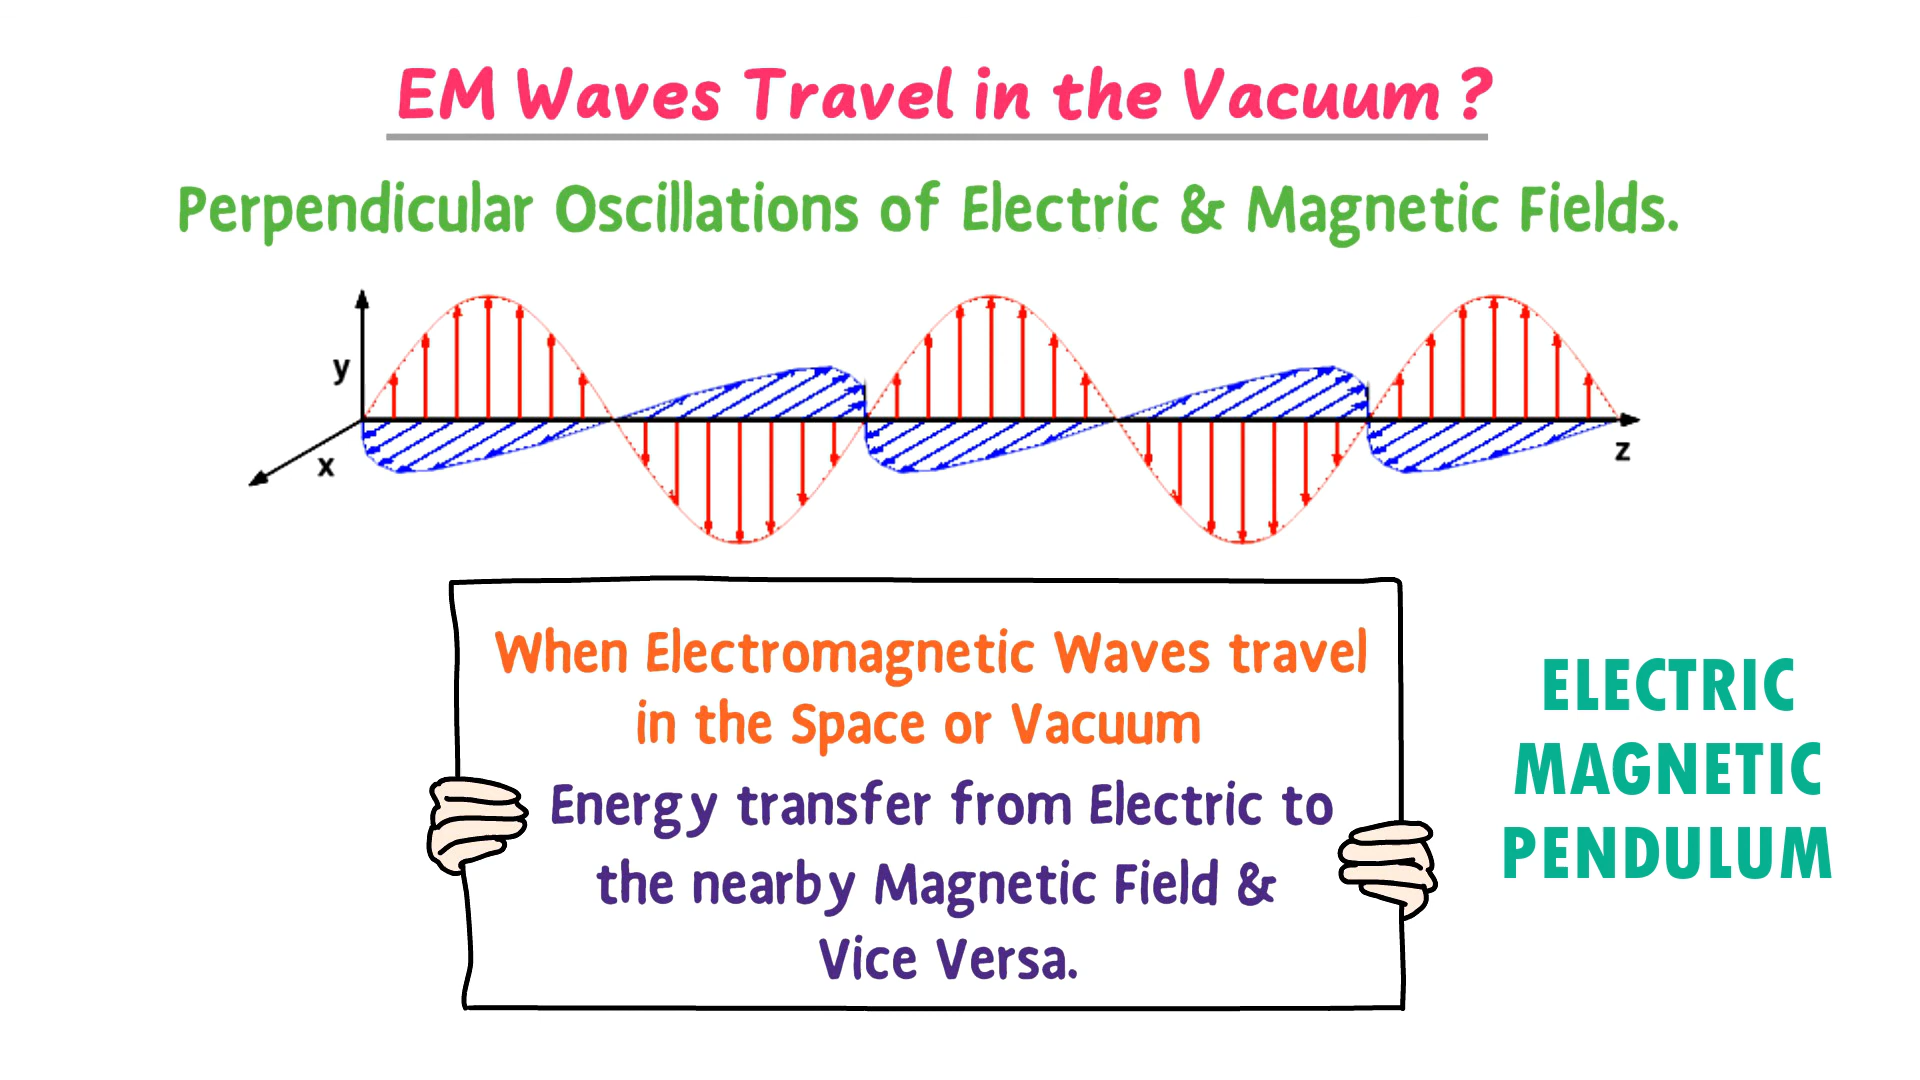 EM Waves Travel in the Vacuum ?
Perpendicular Oscillations of Electric & Magnetic Fields.
y
x
z
When Electromagnetic Waves travel
in the Space or Vacuum
Energy transfer from Electric to
the nearby Magnetic Field &
Vice Versa.
ELECTRIC
MAGNETIC
PENDULUM